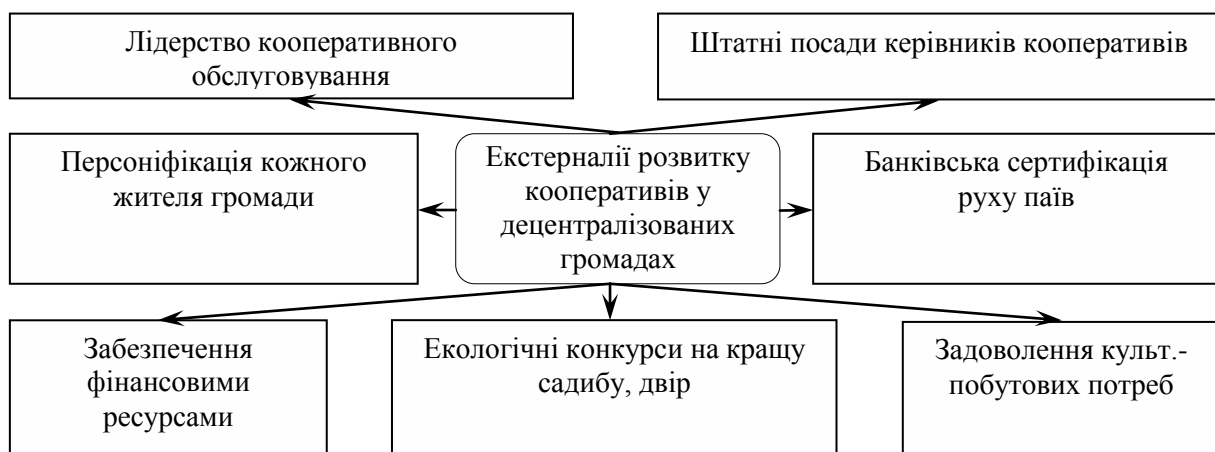 Лідерство кооперативного
обслуговування
Штатні посади керівників кооперативів
Персоніфікація кожного
жителя громади
Екстерналії розвитку
кооперативів у
децентралізованих
громадах
Банківська сертифікація
руху паїв
Забезпечення
фінансовими
ресурсами
Екологічні конкурси на кращу
садибу, двір
Задоволення культ.-
побутових потреб